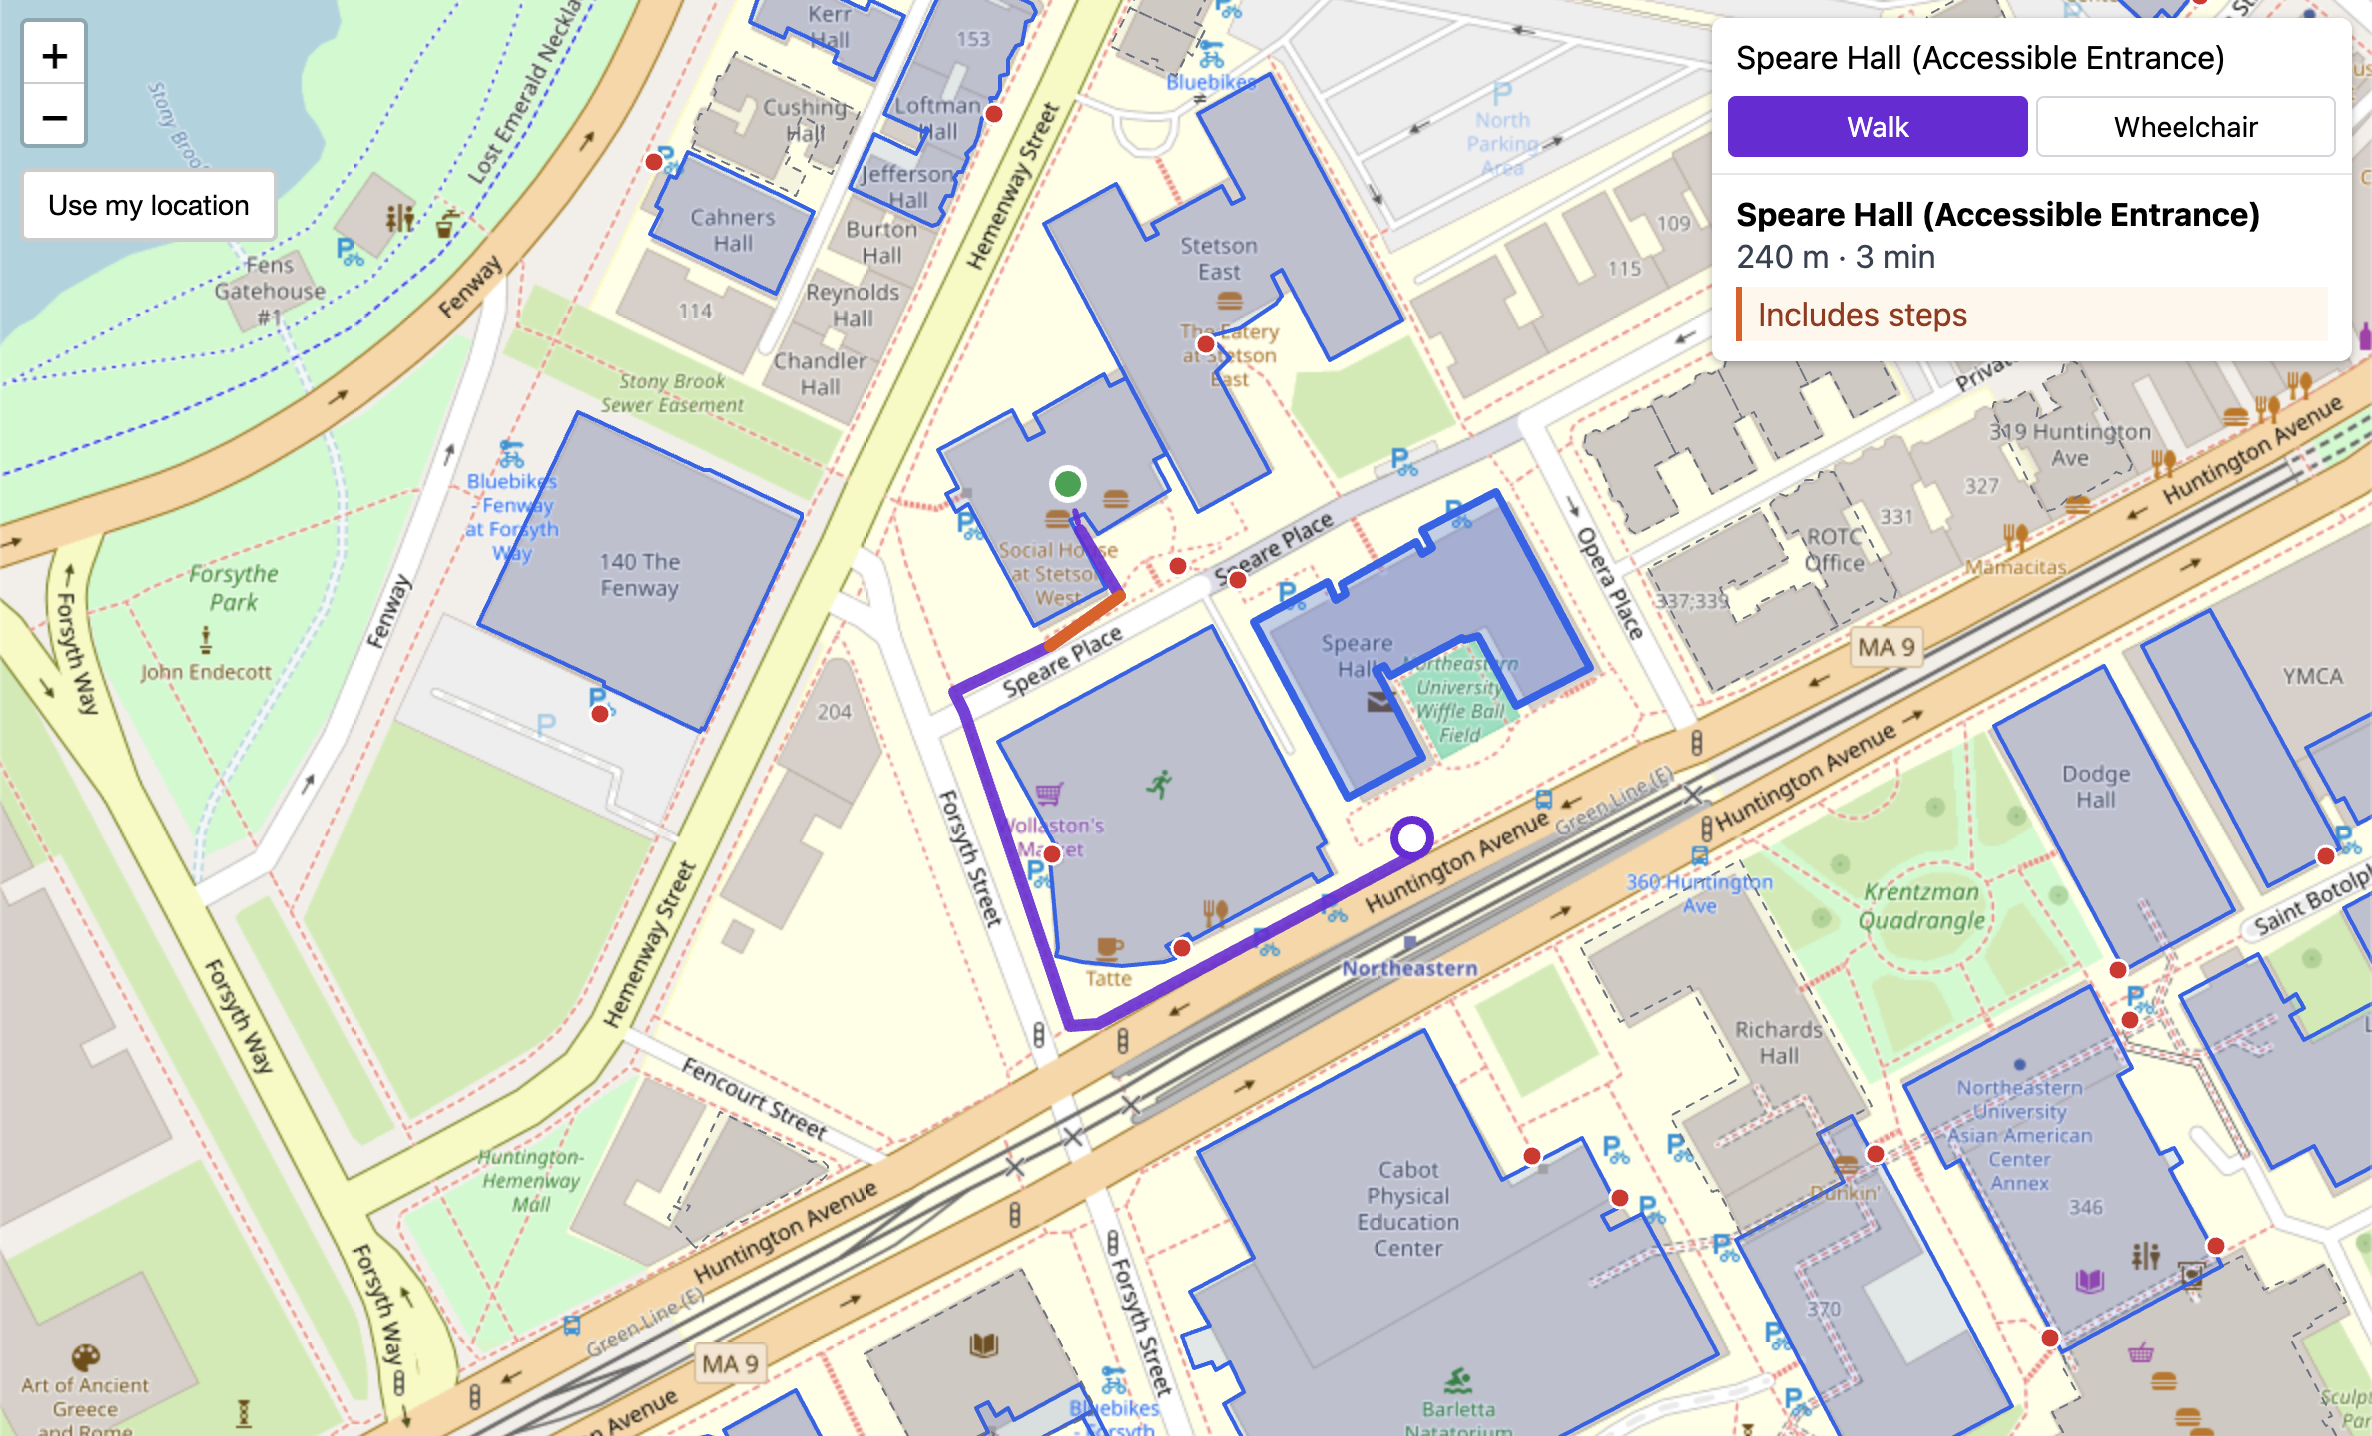 +
−
Use my location
Speare Hall (Accessible Entrance)
Walk
Wheelchair
Speare Hall (Accessible Entrance)
240 m · 3 min
Includes steps
Kerr
Hall
153
Cushing
Hall
Loftman
Hall
Jefferson
Hall
Cahners
Hall
Burton
Hall
Reynolds
Hall
Chandler
Hall
114
Stony Brook
Sewer Easement
Hemenway Street
Bluebikes
P
North
Parking
Area
109
115
Stetson
East
The Eatery
at Stetson
East
Fens
Gatehouse
#1
Fenway
Bluebikes
- Fenway
at Forsyth
Way
140 The
Fenway
Forsythe
Park
John Endecott
Forsyth Way
Fenway
P
204
Social House
at Stetson
West
Speare Place
Speare Place
Opera Place
Speare
Hall
Northeastern
University
Wiffle Ball
Field
319 Huntington
Ave
327
331
ROTC
Office
337;339
Mamacitas
Huntington Avenue
MA 9
YMCA
Dodge
Hall
Wollaston's
Market
Tatte
Forsyth Street
Huntington Avenue
Green Line (E)
Huntington Avenue
360 Huntington
Ave
Northeastern
Krentzman
Quadrangle
Saint Botolph
Richards
Hall
Hemenway Street
Forsyth Way
Fencourt Street
Huntington-
Hemenway
Mall
Huntington Avenue
Green Line (E)
MA 9
Forsyth Way
Forsyth Street
Cabot
Physical
Education
Center
Dunkin'
Northeastern
University
Asian American
Center
Annex
346
370
Art of Ancient
Greece
and Rome
Avenue
Bluebikes
- Forsyth
Barletta
Natatorium